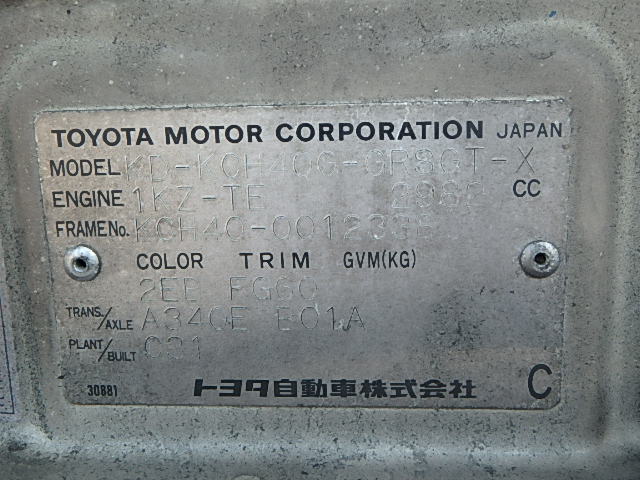 TOYOTA MOTOR CORPORATION JAPAN
MODEL KD-KCH40G-GRSGT-X
ENGINE 1KZ-TE 2982 CC
FRAME No. KCH40-0012336
COLOR TRIM GVM(KG)
2EE FG60
TRANS./AXLE A340E B01A
PLANT/BUILT C31
30881 トヨタ自動車株式会社 C